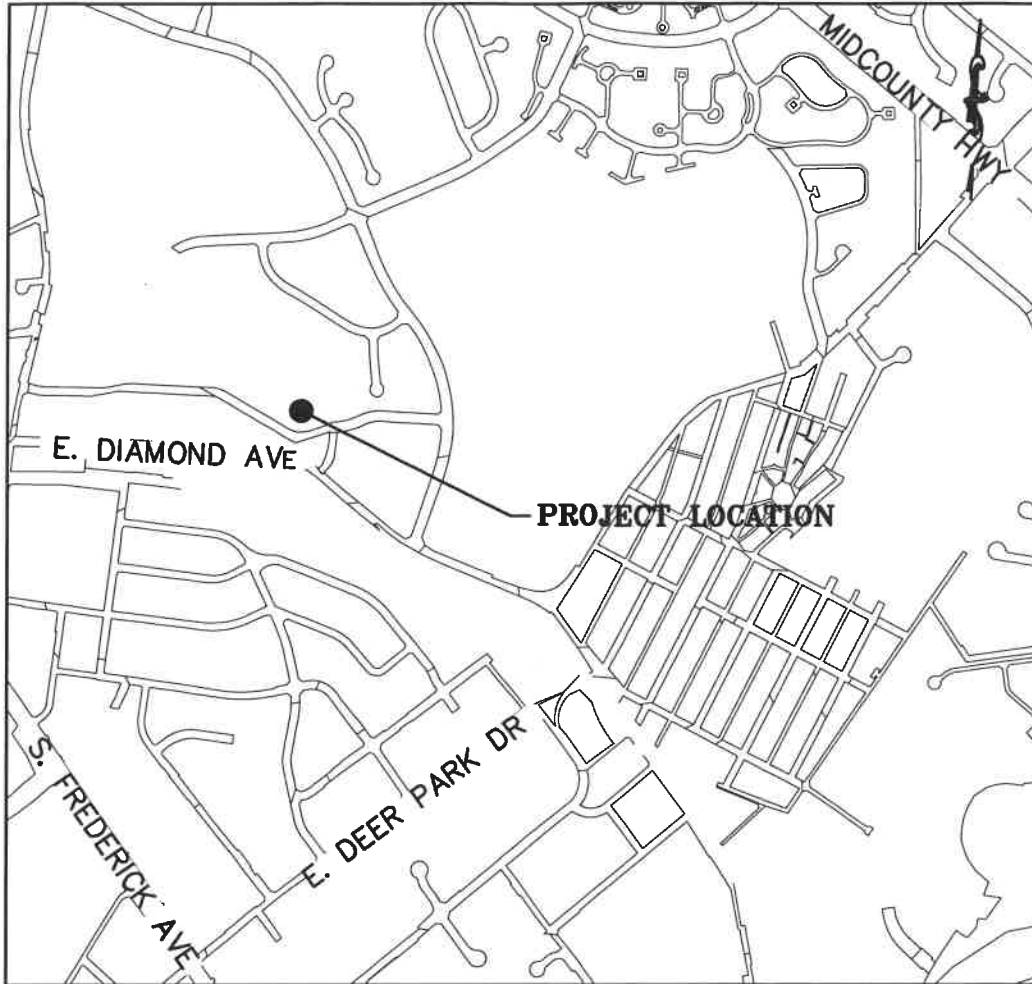 MIDCOUNTY HWY
E. DIAMOND AVE
PROJECT LOCATION
E. DEER PARK DR
S. FREDERICK AVE